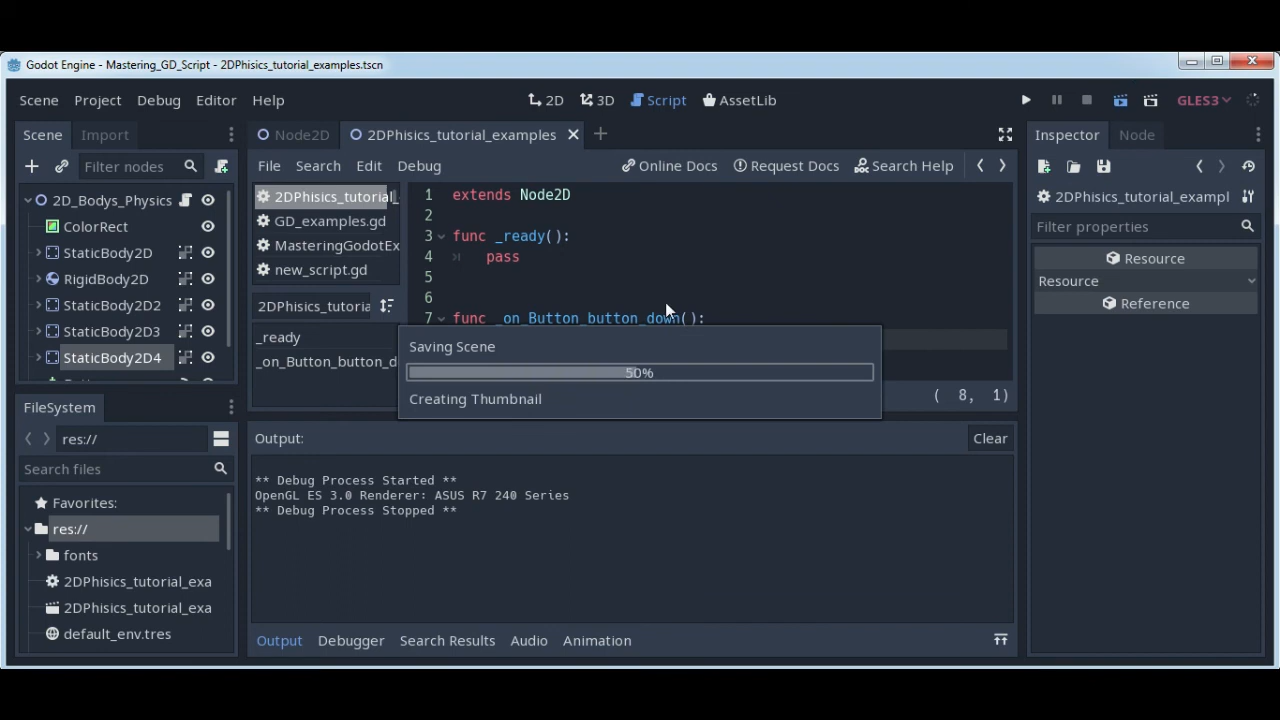 Godot Engine - Mastering_GD_Script - 2DPhisics_tutorial_examples.tscn
Scene Project Debug Editor Help
2D 3D Script AssetLib
GLES3
Scene Import
Node2D 2DPhisics_tutorial_examples
Inspector Node
Filter nodes
File Search Edit Debug
Online Docs Request Docs Search Help
2D_Bodys_Physics
ColorRect
StaticBody2D
RigidBody2D
StaticBody2D2
StaticBody2D3
StaticBody2D4
2DPhisics_tutorial_
GD_examples.gd
MasteringGodotEx
new_script.gd
2DPhisics_tutoria
_ready
_on_Button_button_d
1 extends Node2D
2
3 func _ready():
4 pass
5
6
7 func _on_Button_button_down():
( 8, 1)
Saving Scene
50%
Creating Thumbnail
2DPhisics_tutorial_exampl
Filter properties
Resource
Resource
Reference
FileSystem
res://
Search files
Favorites:
res://
fonts
2DPhisics_tutorial_exa
2DPhisics_tutorial_exa
default_env.tres
Output:
Clear
** Debug Process Started **
OpenGL ES 3.0 Renderer: ASUS R7 240 Series
** Debug Process Stopped **
Output Debugger Search Results Audio Animation